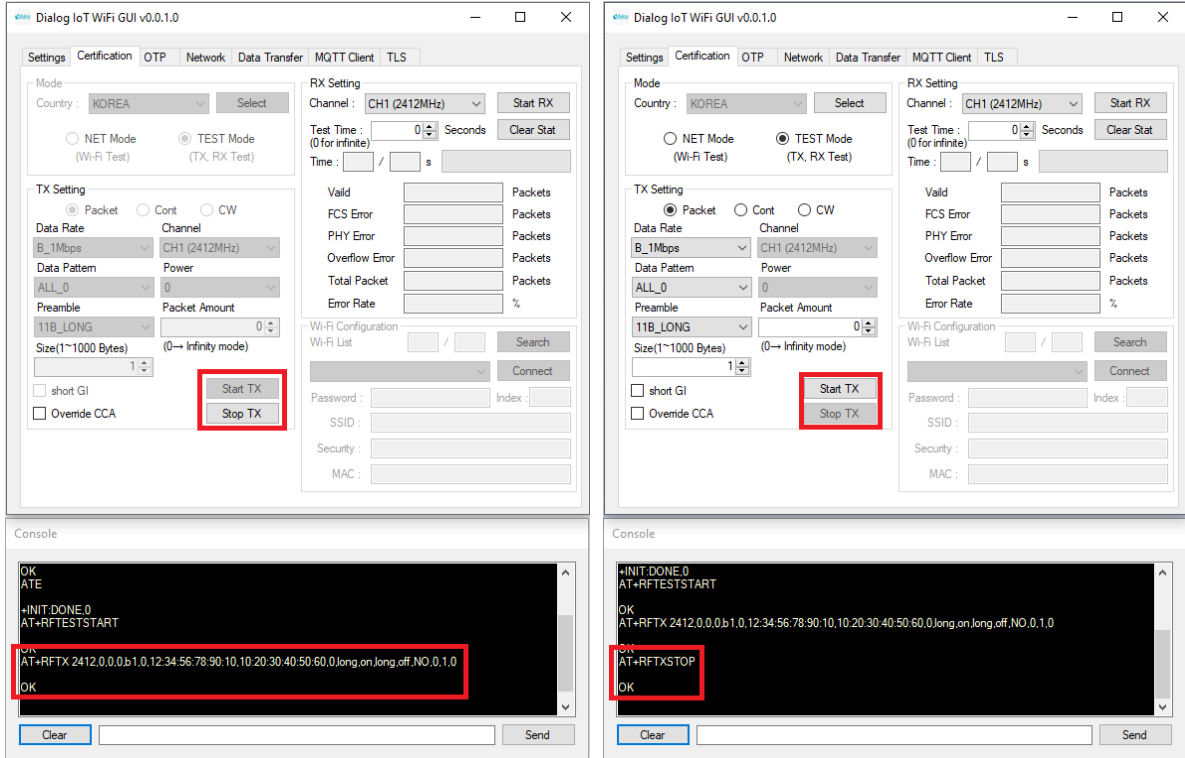 Dialog IoT WiFi GUI v0.0.1.0
Settings Certification OTP Network Data Transfer MQTT Client TLS
Mode
Country : KOREA Select
NET Mode TEST Mode
(Wi-Fi Test) (TX, RX Test)
TX Setting
Packet Cont CW
Data Rate Channel
B_1Mbps CH1 (2412MHz)
Data Pattern Power
ALL_0 0
Preamble Packet Amount
11B_LONG 0
Size(1~1000 Bytes) (0→ Infinity mode)
1
short GI Start TX
Override CCA Stop TX
RX Setting
Channel : CH1 (2412MHz) Start RX
Test Time : 0 Seconds Clear Stat
(0 for infinite)
Time : / s
Vaild Packets
FCS Error Packets
PHY Error Packets
Overflow Error Packets
Total Packet Packets
Error Rate %
Wi-Fi Configuration
Wi-Fi List / Search
Connect
Password : Index :
SSID :
Security :
MAC :
Console
OK
ATE
+INIT:DONE,0
AT+RFTESTSTART
OK
AT+RFTX 2412,0,0,0,b1,0,12:34:56:78:90:10,10:20:30:40:50:60,0,long,on,long,off,NO,0,1,0
OK
Clear Send
Dialog IoT WiFi GUI v0.0.1.0
Settings Certification OTP Network Data Transfer MQTT Client TLS
Mode
Country : KOREA Select
NET Mode TEST Mode
(Wi-Fi Test) (TX, RX Test)
TX Setting
Packet Cont CW
Data Rate Channel
B_1Mbps CH1 (2412MHz)
Data Pattern Power
ALL_0 0
Preamble Packet Amount
11B_LONG 0
Size(1~1000 Bytes) (0→ Infinity mode)
1
short GI Start TX
Override CCA Stop TX
RX Setting
Channel : CH1 (2412MHz) Start RX
Test Time : 0 Seconds Clear Stat
(0 for infinite)
Time : / s
Vaild Packets
FCS Error Packets
PHY Error Packets
Overflow Error Packets
Total Packet Packets
Error Rate %
Wi-Fi Configuration
Wi-Fi List / Search
Connect
Password : Index :
SSID :
Security :
MAC :
Console
+INIT:DONE,0
AT+RFTESTSTART
OK
AT+RFTX 2412,0,0,0,b1,0,12:34:56:78:90:10,10:20:30:40:50:60,0,long,on,long,off,NO,0,1,0
OK
AT+RFTXSTOP
OK
Clear Send